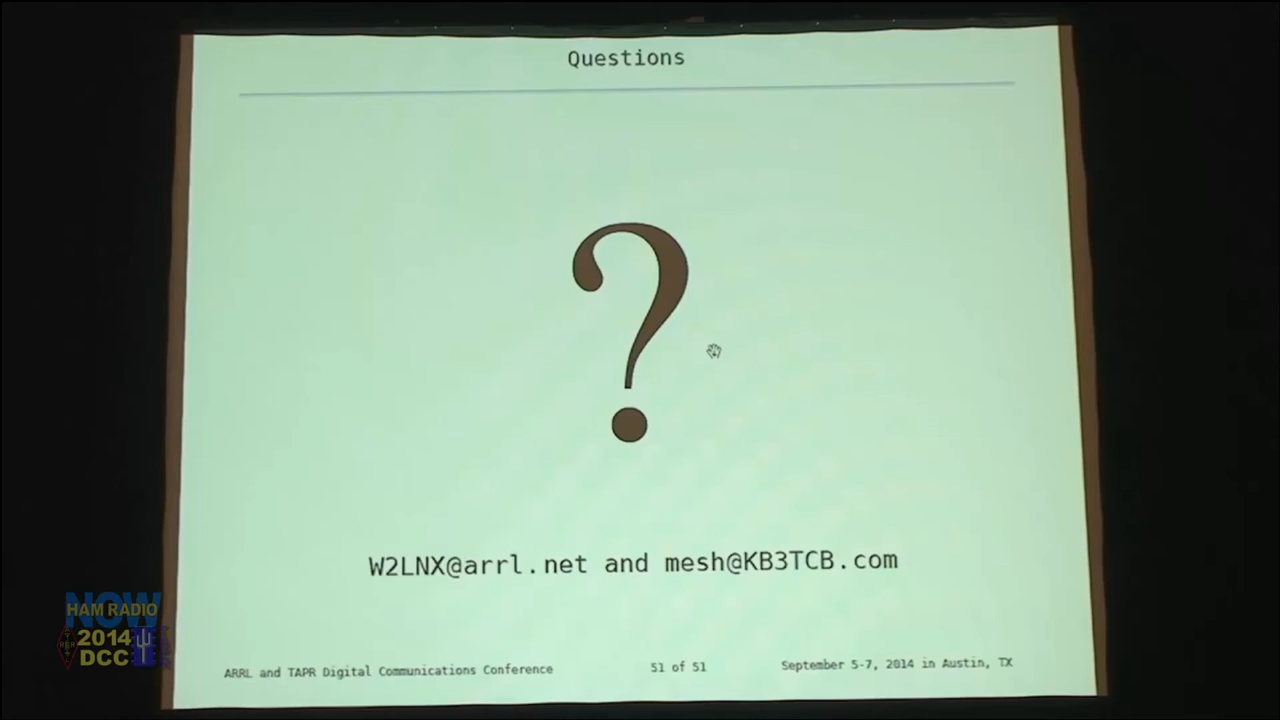 Questions
?
W2LNX@arrl.net and mesh@KB3TCB.com
NOW
HAM RADIO
2014
DCC
ARRL and TAPR Digital Communications Conference 51 of 51 September 5-7, 2014 in Austin, TX